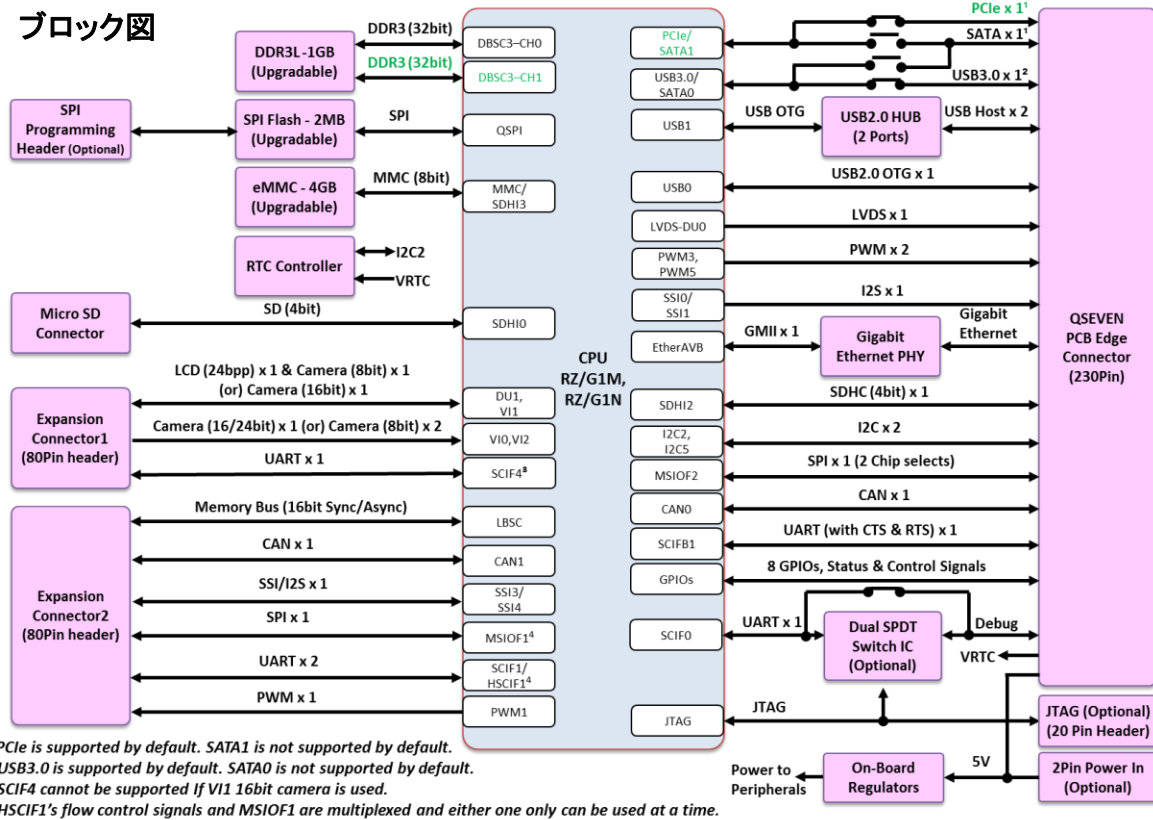 ブロック図
DDR3L -1GB
(Upgradable)
DDR3 (32bit)
DDR3 (32bit)
DBSC3–CH0
DBSC3–CH1
SPI
Programming
Header (Optional)
SPI Flash - 2MB
(Upgradable)
SPI
QSPI
eMMC - 4GB
(Upgradable)
MMC (8bit)
MMC/
SDHI3
RTC Controller
I2C2
VRTC
Micro SD
Connector
SD (4bit)
SDHI0
Expansion
Connector1
(80Pin header)
LCD (24bpp) x 1 & Camera (8bit) x 1
(or) Camera (16bit) x 1
DU1,
VI1
Camera (16/24bit) x 1 (or) Camera (8bit) x 2
VI0,VI2
UART x 1
SCIF4³
Expansion
Connector2
(80Pin header)
Memory Bus (16bit Sync/Async)
LBSC
CAN x 1
CAN1
SSI/I2S x 1
SSI3/
SSI4
SPI x 1
MSIOF1⁴
UART x 2
SCIF1/
HSCIF1⁴
PWM x 1
PWM1
CPU
RZ/G1M,
RZ/G1N
PCIe/
SATA1
PCIe x 1¹
SATA x 1¹
USB3.0/
SATA0
USB3.0 x 1²
USB1
USB OTG
USB2.0 HUB
(2 Ports)
USB Host x 2
USB0
USB2.0 OTG x 1
LVDS-DU0
LVDS x 1
PWM3,
PWM5
PWM x 2
SSI0/
SSI1
I2S x 1
EtherAVB
GMII x 1
Gigabit
Ethernet PHY
Gigabit
Ethernet
SDHI2
SDHC (4bit) x 1
I2C2,
I2C5
I2C x 2
MSIOF2
SPI x 1 (2 Chip selects)
CAN0
CAN x 1
SCIFB1
UART (with CTS & RTS) x 1
GPIOs
8 GPIOs, Status & Control Signals
SCIF0
UART x 1
Dual SPDT
Switch IC
(Optional)
Debug
VRTC
JTAG
JTAG
QSEVEN
PCB Edge
Connector
(230Pin)
JTAG (Optional)
(20 Pin Header)
Power to
Peripherals
On-Board
Regulators
5V
2Pin Power In
(Optional)
PCIe is supported by default. SATA1 is not supported by default.
USB3.0 is supported by default. SATA0 is not supported by default.
SCIF4 cannot be supported If VI1 16bit camera is used.
HSCIF1's flow control signals and MSIOF1 are multiplexed and either one only can be used at a time.